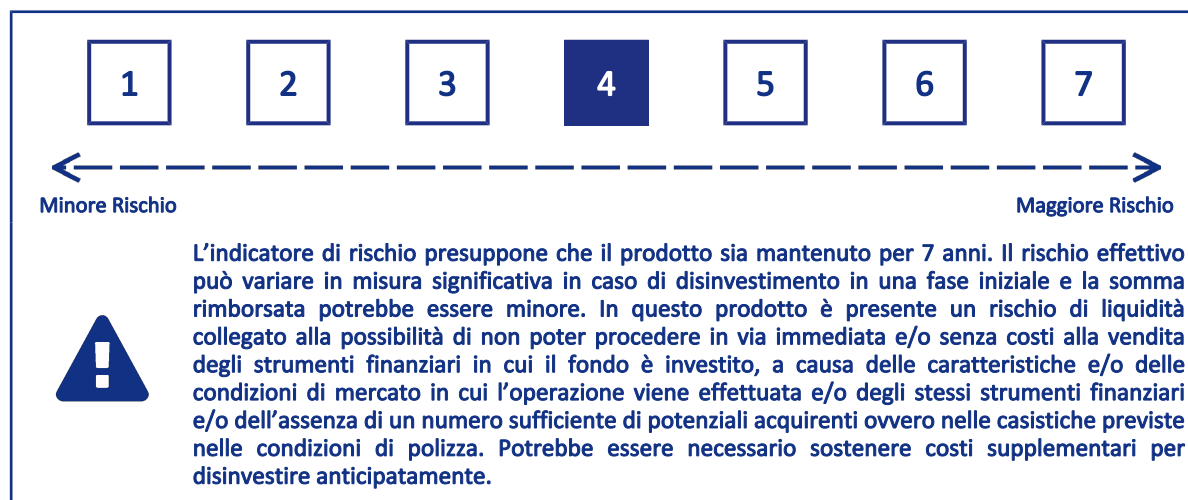 1 2 3 4 5 6 7
Minore Rischio Maggiore Rischio
L'indicatore di rischio presuppone che il prodotto sia mantenuto per 7 anni. Il rischio effettivo
può variare in misura significativa in caso di disinvestimento in una fase iniziale e la somma
rimborsata potrebbe essere minore. In questo prodotto è presente un rischio di liquidità
collegato alla possibilità di non poter procedere in via immediata e/o senza costi alla vendita
degli strumenti finanziari in cui il fondo è investito, a causa delle caratteristiche e/o delle
condizioni di mercato in cui l'operazione viene effettuata e/o degli stessi strumenti finanziari
e/o dell'assenza di un numero sufficiente di potenziali acquirenti ovvero nelle casistiche previste
nelle condizioni di polizza. Potrebbe essere necessario sostenere costi supplementari per
disinvestire anticipatamente.